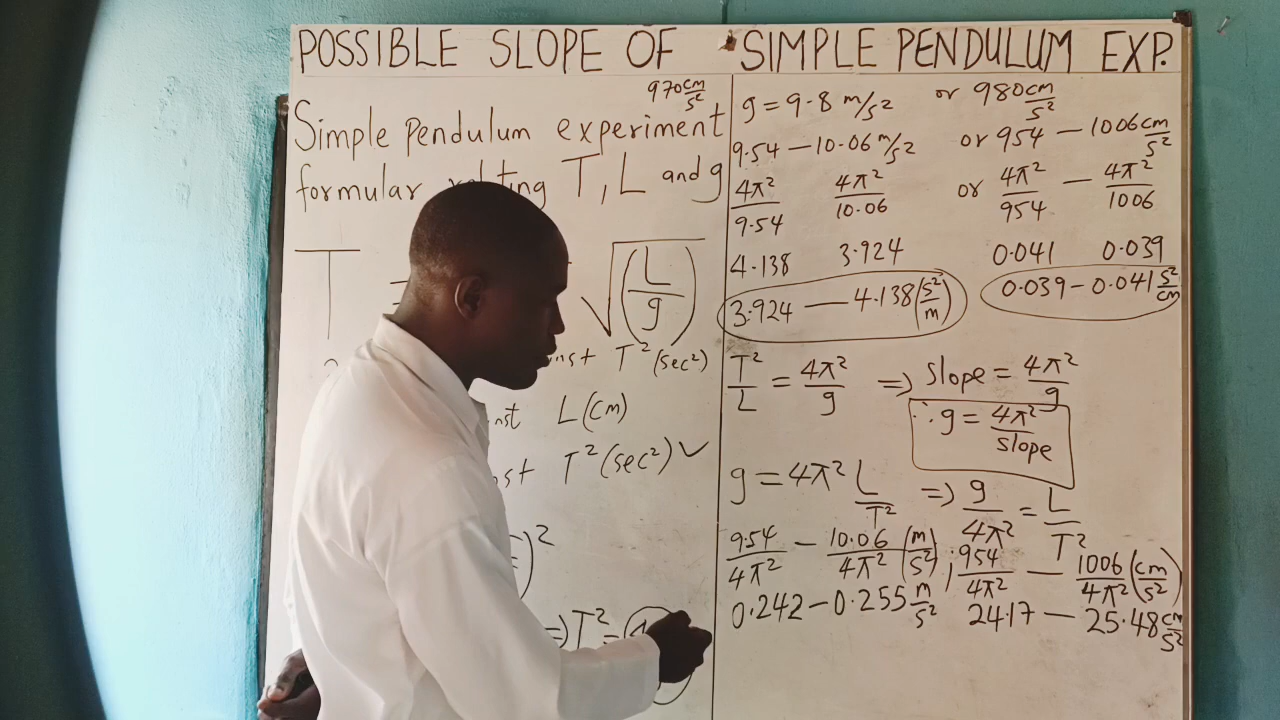 POSSIBLE SLOPE OF SIMPLE PENDULUM EXP.
970 cm/s²
Simple pendulum experiment
formular relting T, L and g
T = √(L/g)
T²(sec²)
L(cm)
T²(sec²) ✓
)²
⇒ T² =
g = 9.8 m/s² or 980 cm/s²
9.54 — 10.06 m/s² or 954 — 1006 cm/s²
4π²/9.54 4π²/10.06 or 4π²/954 — 4π²/1006
4.138 3.924 0.041 0.039
3.924 — 4.138 (s²/m) 0.039 – 0.041 s²/cm
T²/L = 4π²/g ⇒ slope = 4π²/g
∴ g = 4π²/slope
g = 4π² L/T² ⇒ g/4π² = L/T²
9.54/4π² — 10.06/4π² (m/s²) ; 954/4π² — 1006/4π² (cm/s²)
0.242 – 0.255 m/s² 24.17 — 25.48 cm/s²